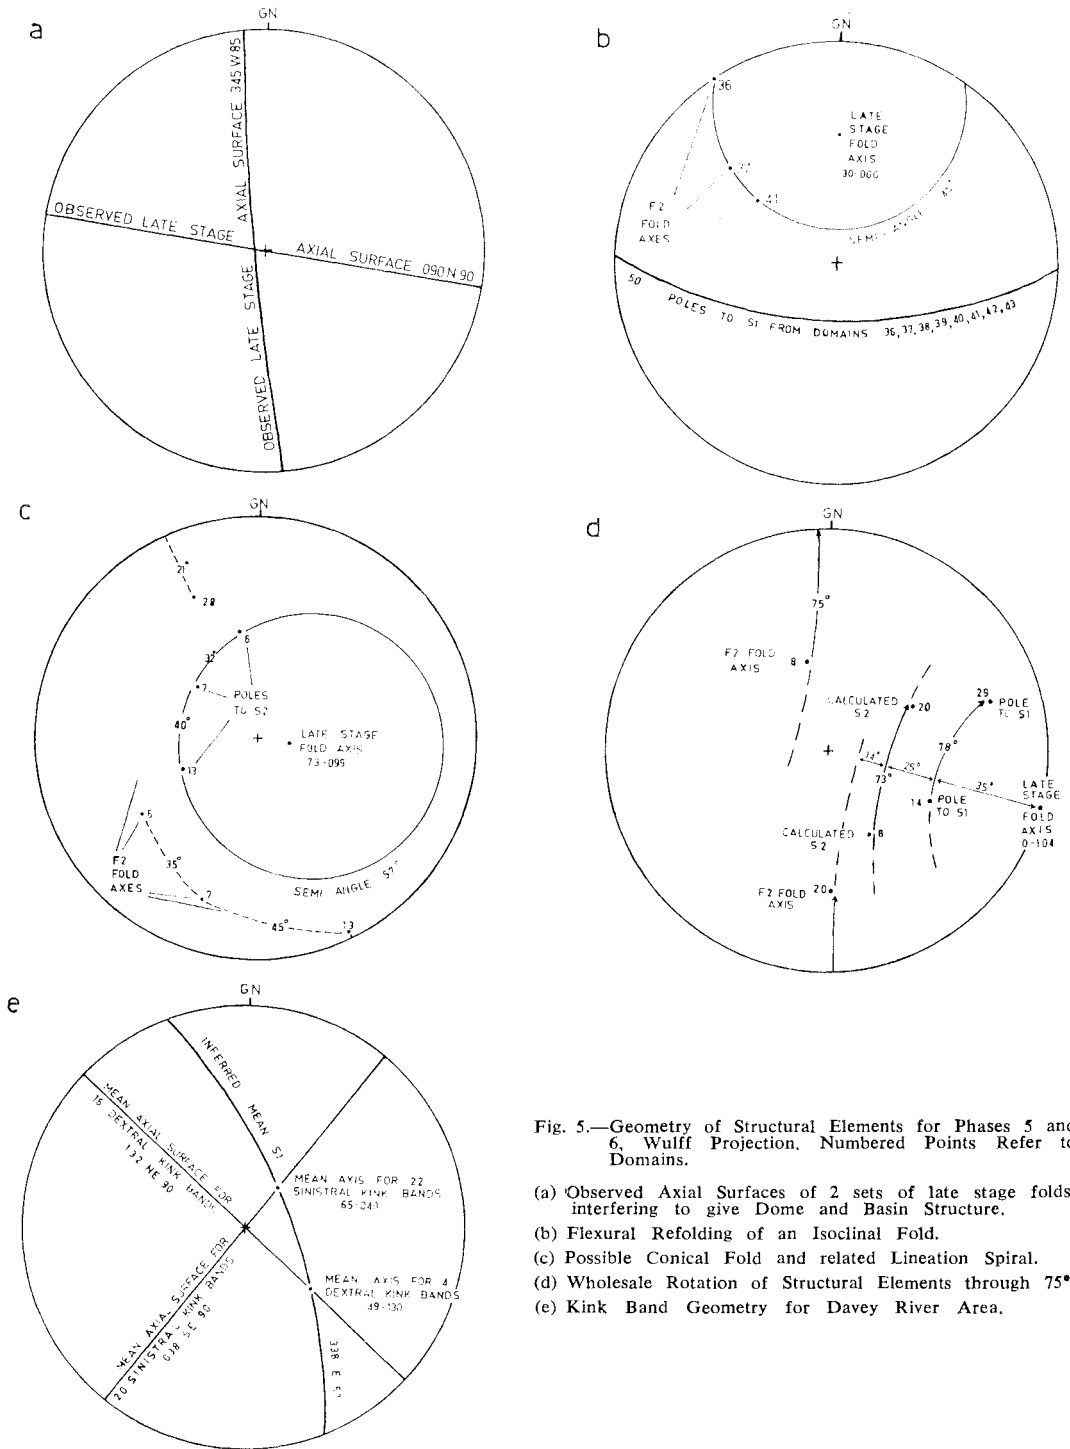 a
GN
AXIAL SURFACE 345 W 85
OBSERVED LATE STAGE
AXIAL SURFACE 090 N 90
OBSERVED LATE STAGE
b
GN
36
LATE
STAGE
FOLD
AXIS
30-000
37
41
F2
FOLD
AXES
SEMI-ANGLE
50
POLES TO S1 FROM DOMAINS 36,37,38,39,40,41,42,43
c
GN
21
28
6
32°
7
POLES
TO S2
40°
LATE STAGE
FOLD AXIS
73-099
13
6
F2
FOLD
AXES
35°
7
SEMI ANGLE 57°
45°
13
d
GN
75°
F2 FOLD
AXIS
8
CALCULATED
S2
20
29
POLE
TO S1
78°
14°
25°
35°
73°
14
POLE
TO S1
LATE
STAGE
FOLD
AXIS
0-104
CALCULATED
S2
8
F2 FOLD
AXIS
20
e
GN
INFERRED MEAN S1
MEAN AXIAL SURFACE FOR
DEXTRAL KINK BANDS
132 NE 90
MEAN AXIS FOR 22
SINISTRAL KINK BANDS
65-040
MEAN AXIAL SURFACE FOR
20 SINISTRAL KINK BANDS
038 SE 90
MEAN AXIS FOR 4
DEXTRAL KINK BANDS
49-130
338 E
Fig. 5.—Geometry of Structural Elements for Phases 5 and
6, Wulff Projection. Numbered Points Refer to
Domains.
(a) Observed Axial Surfaces of 2 sets of late stage folds
interfering to give Dome and Basin Structure.
(b) Flexural Refolding of an Isoclinal Fold.
(c) Possible Conical Fold and related Lineation Spiral.
(d) Wholesale Rotation of Structural Elements through 75°
(e) Kink Band Geometry for Davey River Area.